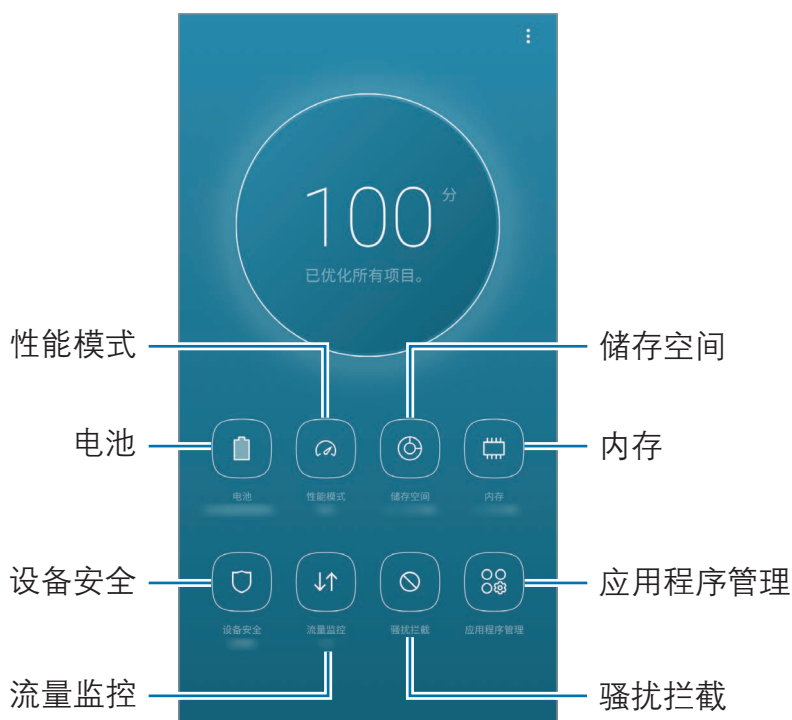 100 分
已优化所有项目。
性能模式
储存空间
电池
内存
电池 性能模式 储存空间 内存
设备安全
应用程序管理
设备安全 流量监控 骚扰拦截 应用程序管理
流量监控
骚扰拦截